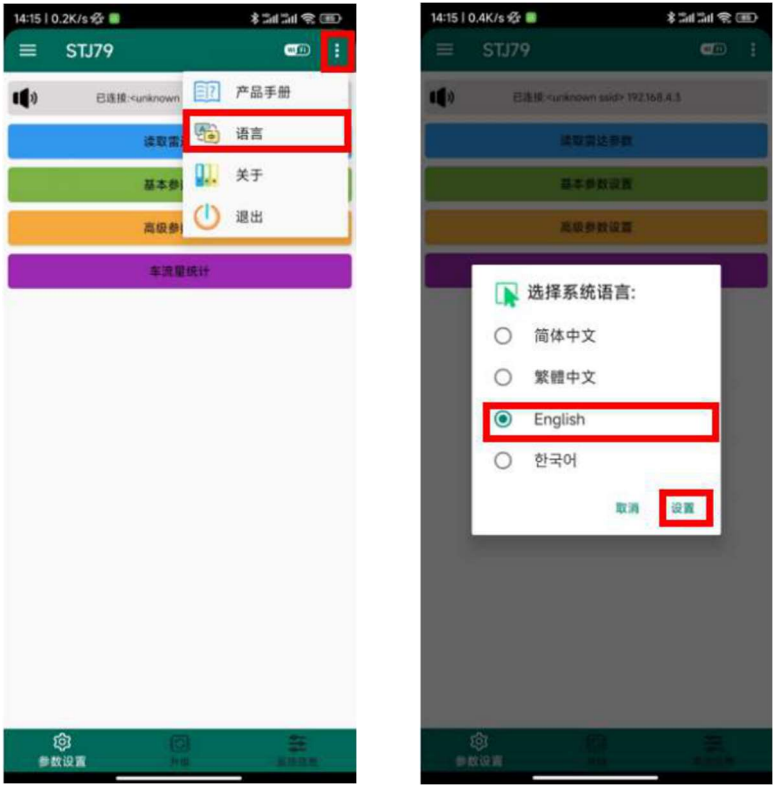 14:15 | 0.2K/s
STJ79
已连接:<unknown
产品手册
语言
关于
退出
读取雷
基本参
高级参
车流星统计
参数设置
升级
14:15 | 0.4K/s
STJ79
已连接:<unknown ssid> 192.168.4.3
读取雷达参数
基本参数设置
高级参数设置
选择系统语言:
简体中文
繁體中文
English
한국어
取消 设置
参数设置